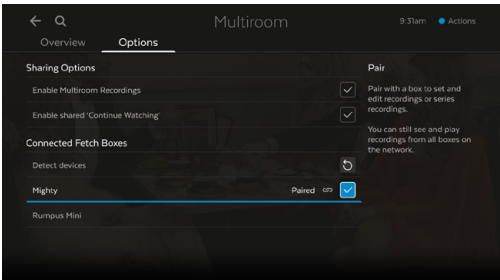 Multiroom
9:31am Actions
Overview Options
Sharing Options
Enable Multiroom Recordings
Enable shared 'Continue Watching'
Connected Fetch Boxes
Detect devices
Mighty Paired
Rumpus Mini
Pair
Pair with a box to set and
edit recordings or series
recordings.
You can still see and play
recordings from all boxes on
the network.